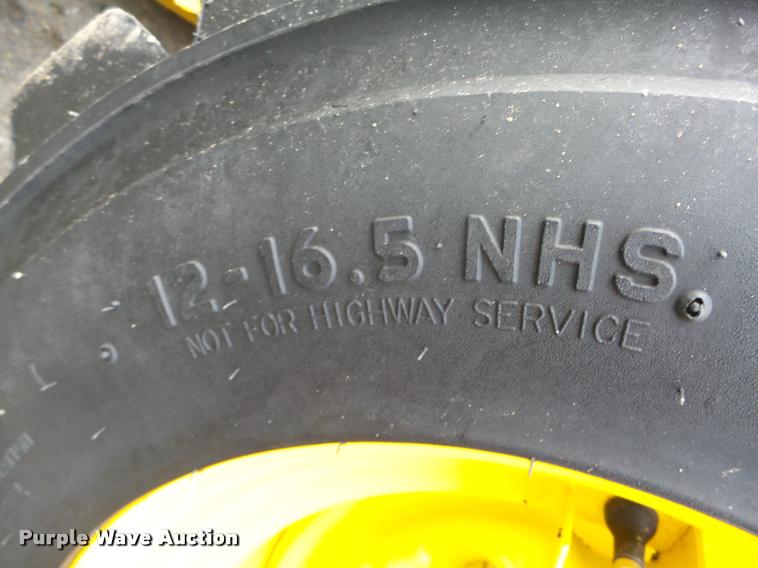 12-16.5 NHS
NOT FOR HIGHWAY SERVICE
Purple Wave Auction